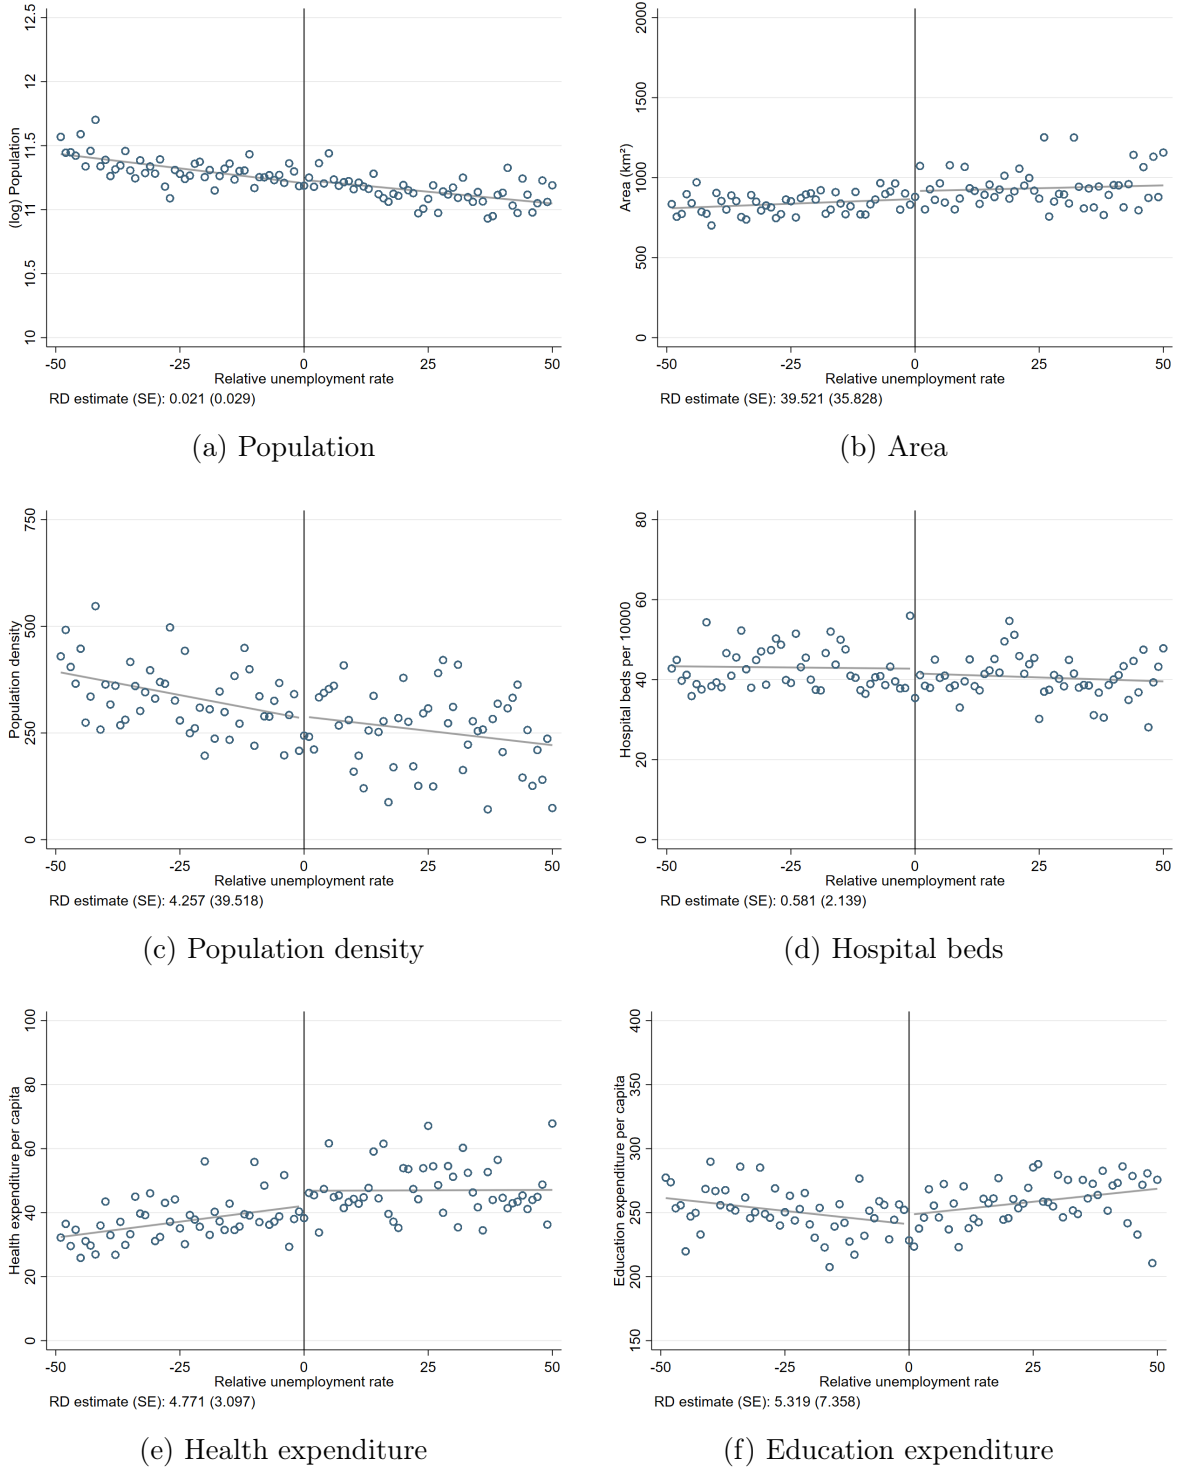 12.5
12
11.5
11
10.5
10
(log) Population
-50 -25 0 25 50
Relative unemployment rate
RD estimate (SE): 0.021 (0.029)
(a) Population
2000
1500
1000
500
0
Area (km²)
-50 -25 0 25 50
Relative unemployment rate
RD estimate (SE): 39.521 (35.828)
(b) Area
750
500
250
0
Population density
-50 -25 0 25 50
Relative unemployment rate
RD estimate (SE): 4.257 (39.518)
(c) Population density
80
60
40
20
0
Hospital beds per 10000
-50 -25 0 25 50
Relative unemployment rate
RD estimate (SE): 0.581 (2.139)
(d) Hospital beds
100
80
60
40
20
0
Health expenditure per capita
-50 -25 0 25 50
Relative unemployment rate
RD estimate (SE): 4.771 (3.097)
(e) Health expenditure
400
350
300
250
200
150
Education expenditure per capita
-50 -25 0 25 50
Relative unemployment rate
RD estimate (SE): 5.319 (7.358)
(f) Education expenditure